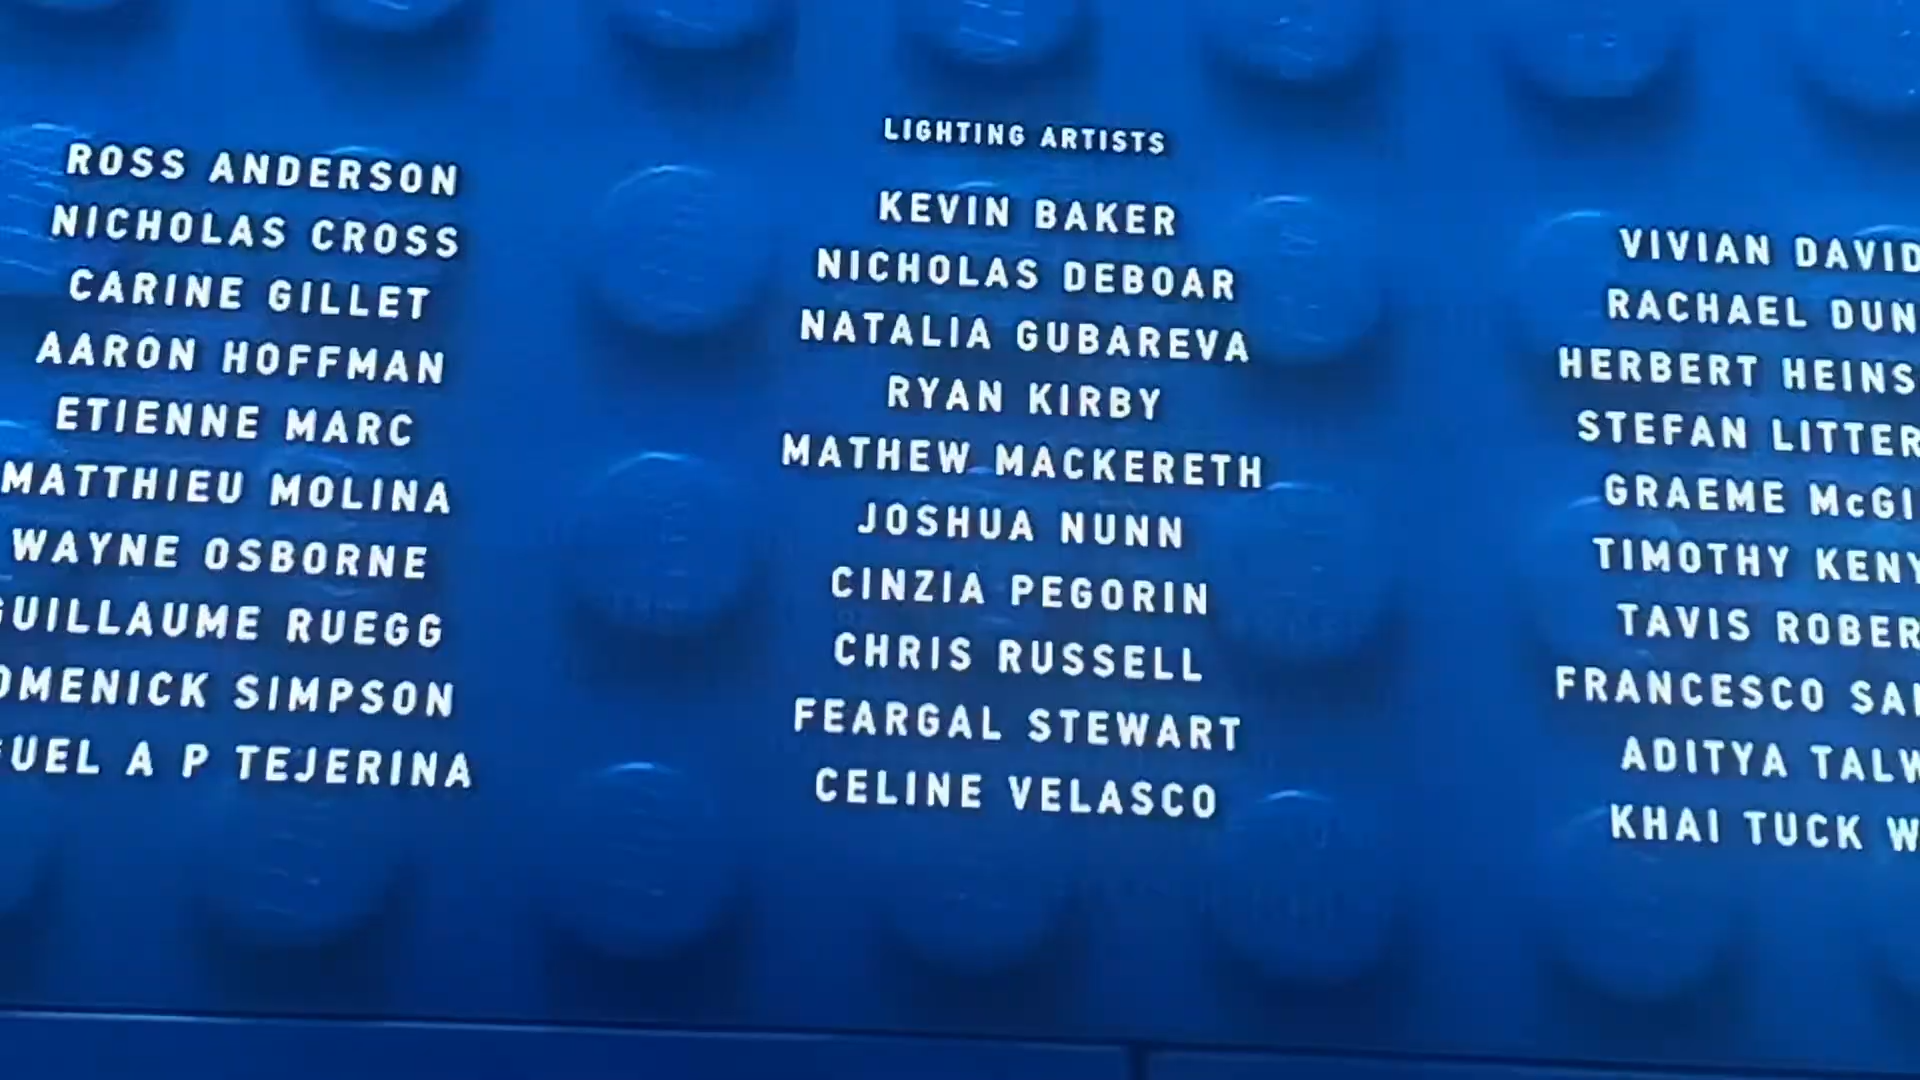 LIGHTING ARTISTS
ROSS ANDERSON
NICHOLAS CROSS
CARINE GILLET
AARON HOFFMAN
ETIENNE MARC
MATTHIEU MOLINA
WAYNE OSBORNE
RUEGG
SIMPSON
A P TEJERINA
KEVIN BAKER
NICHOLAS DEBOAR
NATALIA GUBAREVA
RYAN KIRBY
MATHEW MACKERETH
JOSHUA NUNN
CINZIA PEGORIN
CHRIS RUSSELL
FEARGAL STEWART
CELINE VELASCO
VIVIAN
RACHAEL
HERBERT
STEFAN
GRAEME
TIMOTHY
TAVIS
FRANCESCO
ADITYA
KHAI TUCK